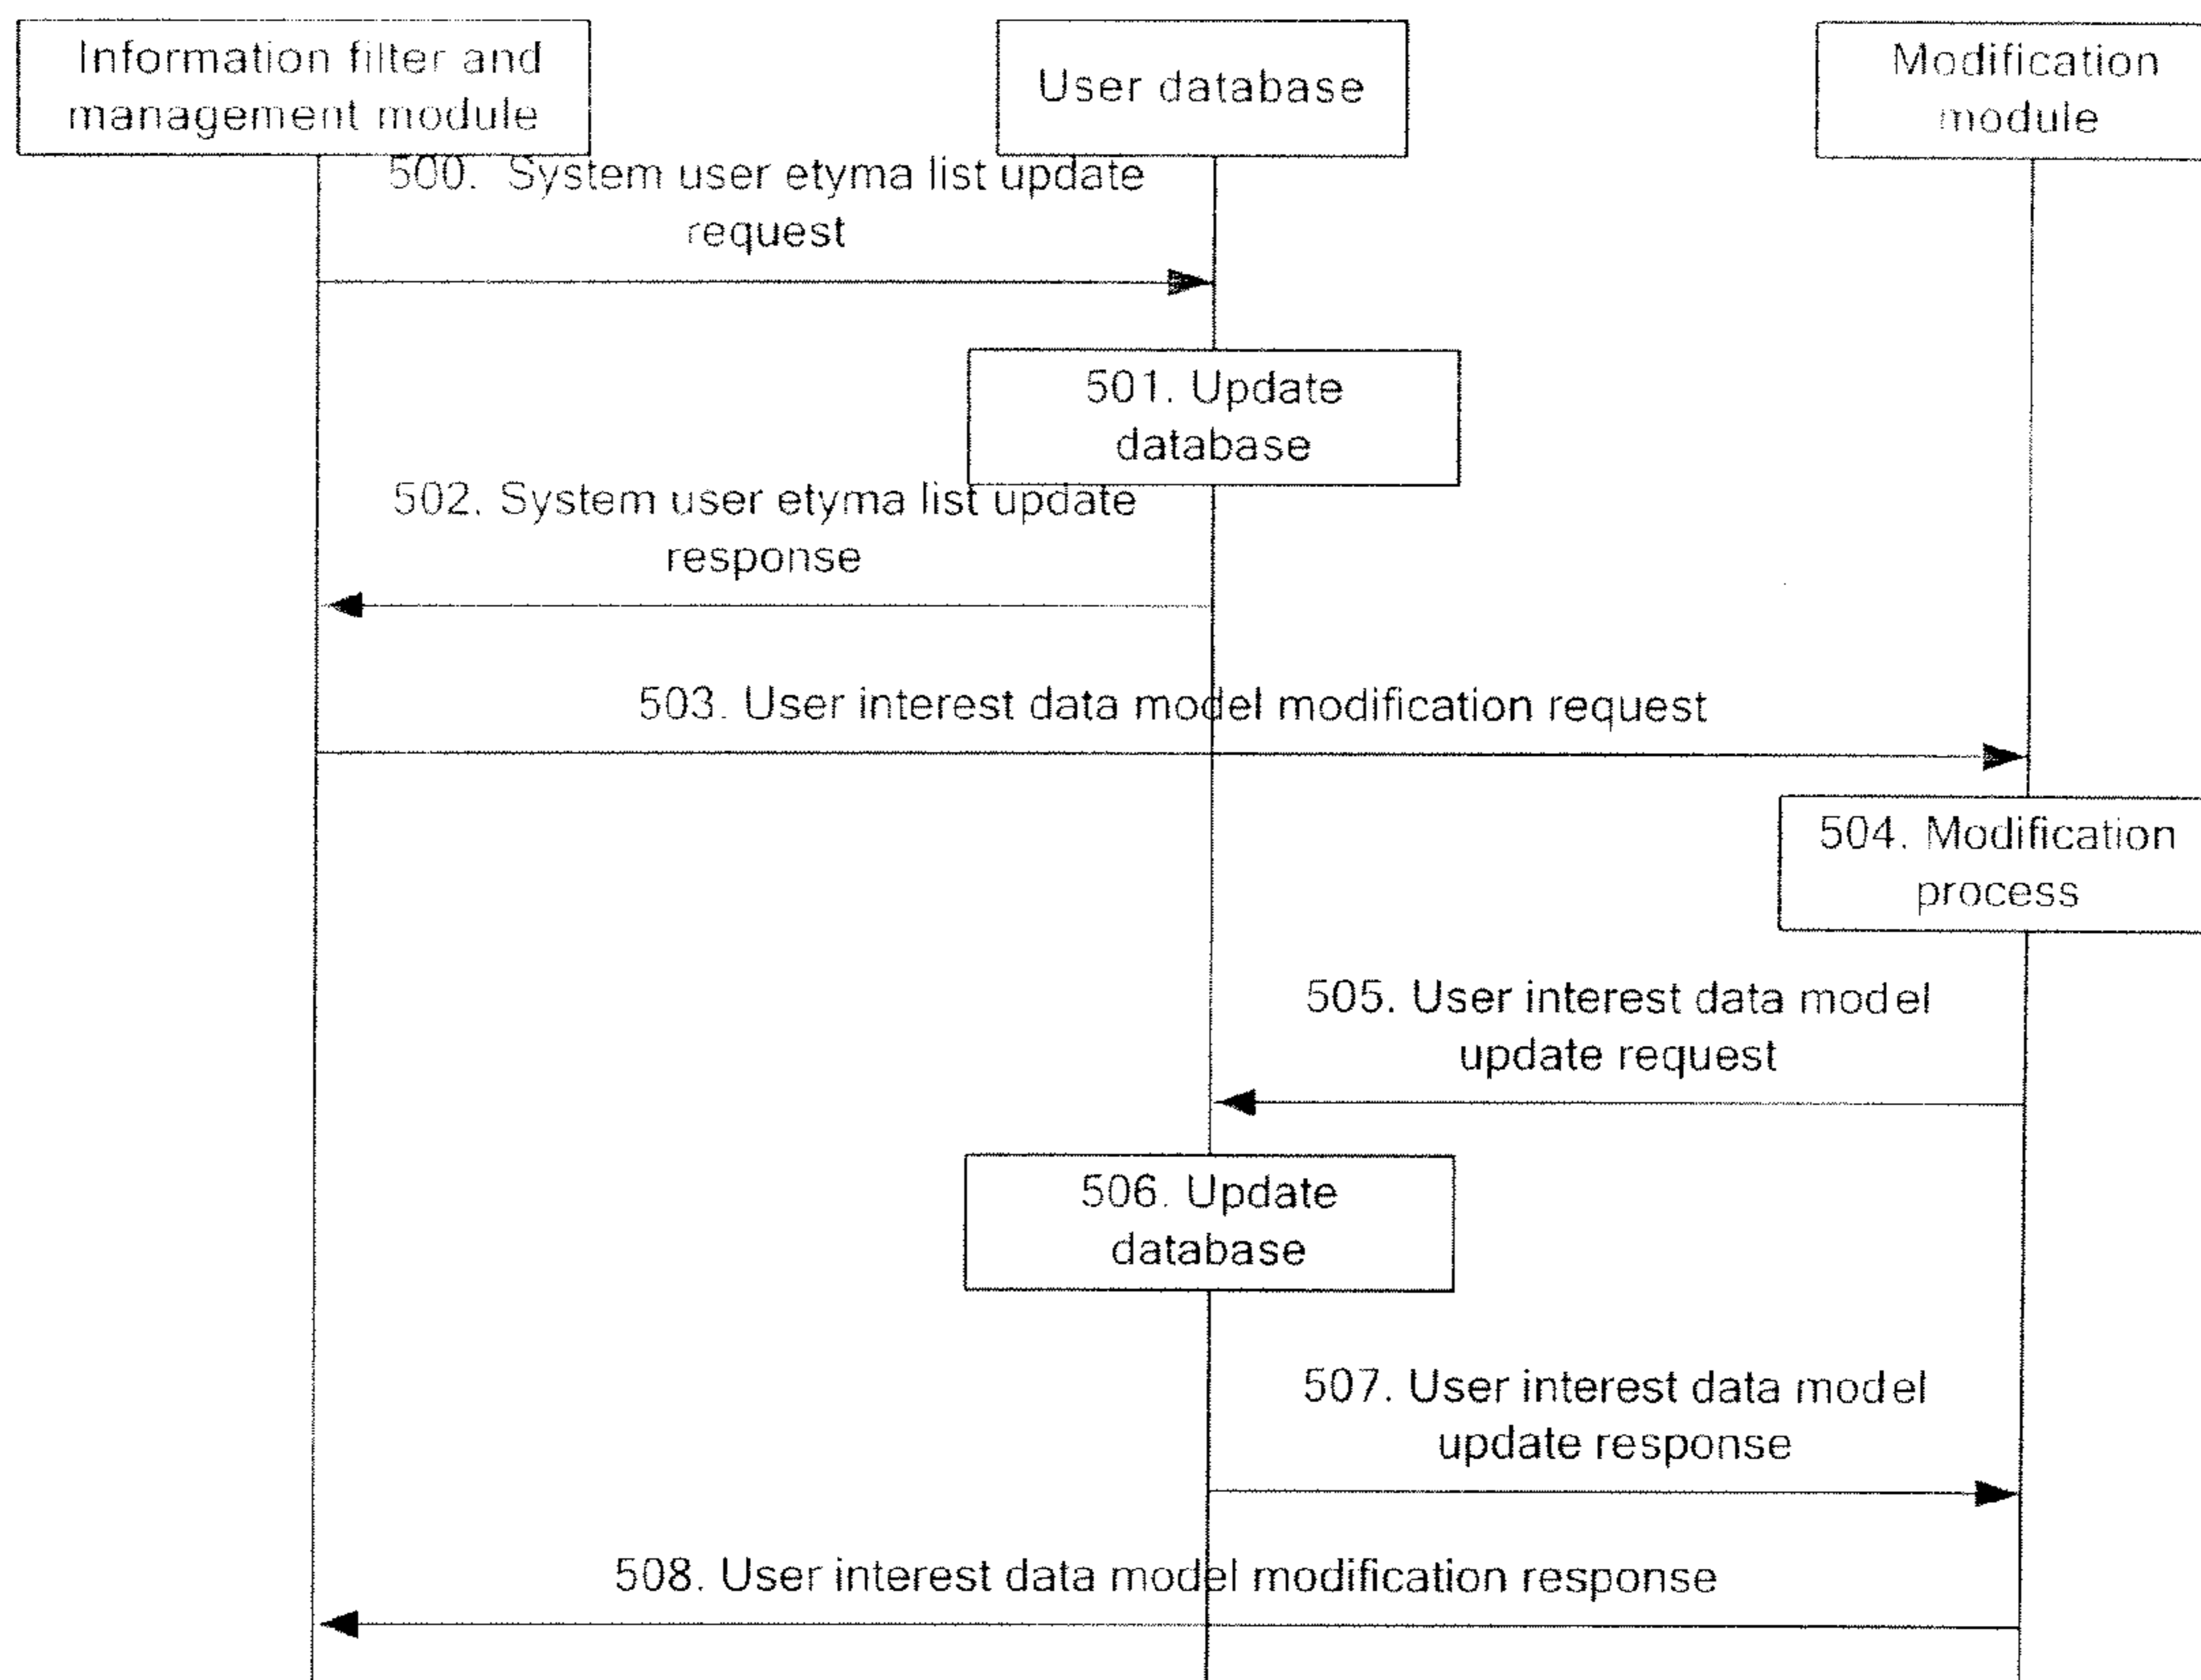 Information filter and
management module
User database
Modification
module
500. System user etyma list update
request
501. Update
database
502. System user etyma list update
response
503. User interest data model modification request
504. Modification
process
505. User interest data model
update request
506. Update
database
507. User interest data model
update response
508. User interest data model modification response